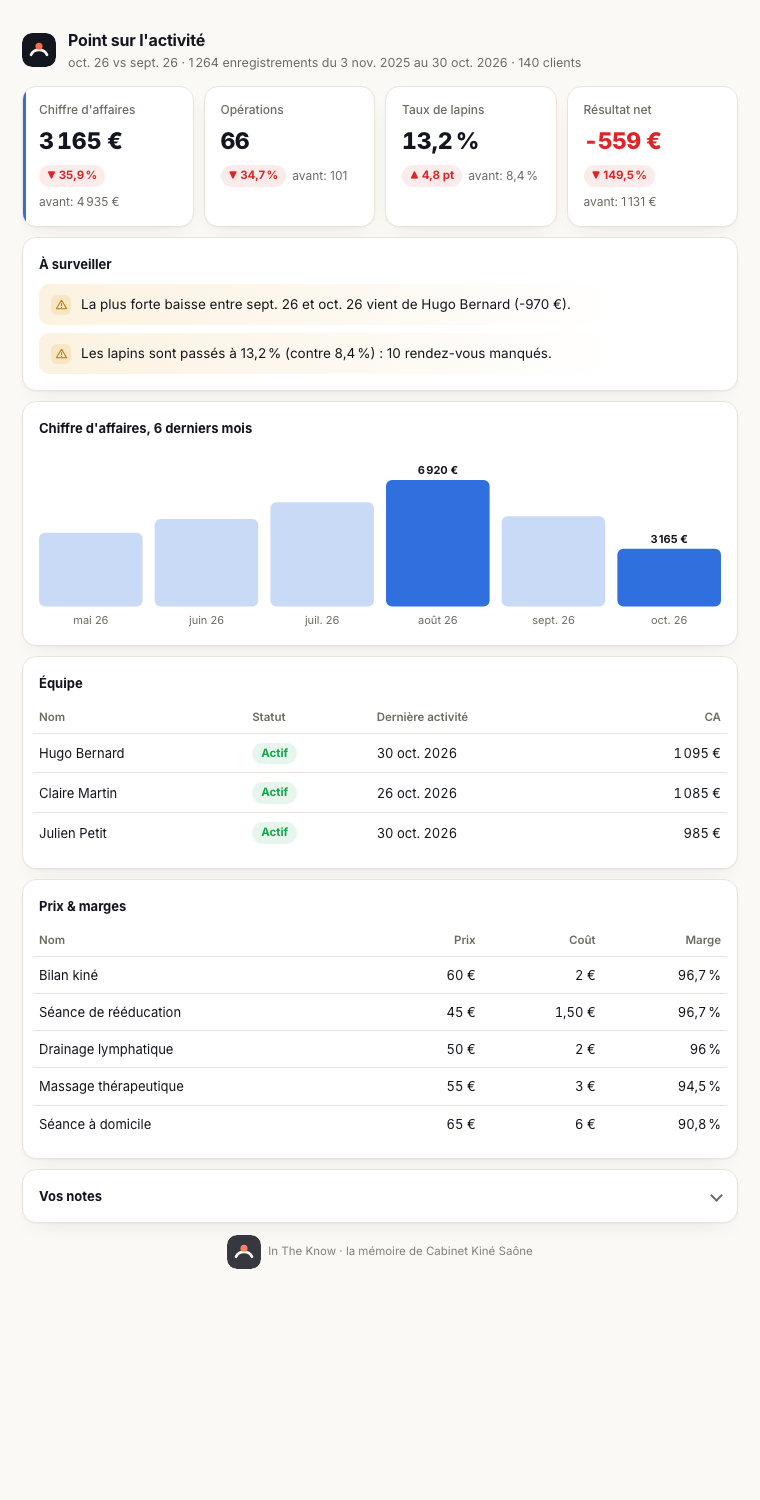 Point sur l'activité
oct. 26 vs sept. 26 · 1 264 enregistrements du 3 nov. 2025 au 30 oct. 2026 · 140 clients
Chiffre d'affaires
3 165 €
▼ 35,9 %
avant: 4 935 €
Opérations
66
▼ 34,7 % avant: 101
Taux de lapins
13,2 %
▲ 4,8 pt avant: 8,4 %
Résultat net
-559 €
▼ 149,5 %
avant: 1 131 €
À surveiller
La plus forte baisse entre sept. 26 et oct. 26 vient de Hugo Bernard (-970 €).
Les lapins sont passés à 13,2 % (contre 8,4 %) : 10 rendez-vous manqués.
Chiffre d'affaires, 6 derniers mois
6 920 €
3 165 €
mai 26 juin 26 juil. 26 août 26 sept. 26 oct. 26
Équipe
Nom Statut Dernière activité CA
Hugo Bernard Actif 30 oct. 2026 1 095 €
Claire Martin Actif 26 oct. 2026 1 085 €
Julien Petit Actif 30 oct. 2026 985 €
Prix & marges
Nom Prix Coût Marge
Bilan kiné 60 € 2 € 96,7 %
Séance de rééducation 45 € 1,50 € 96,7 %
Drainage lymphatique 50 € 2 € 96 %
Massage thérapeutique 55 € 3 € 94,5 %
Séance à domicile 65 € 6 € 90,8 %
Vos notes
In The Know · la mémoire de Cabinet Kiné Saône